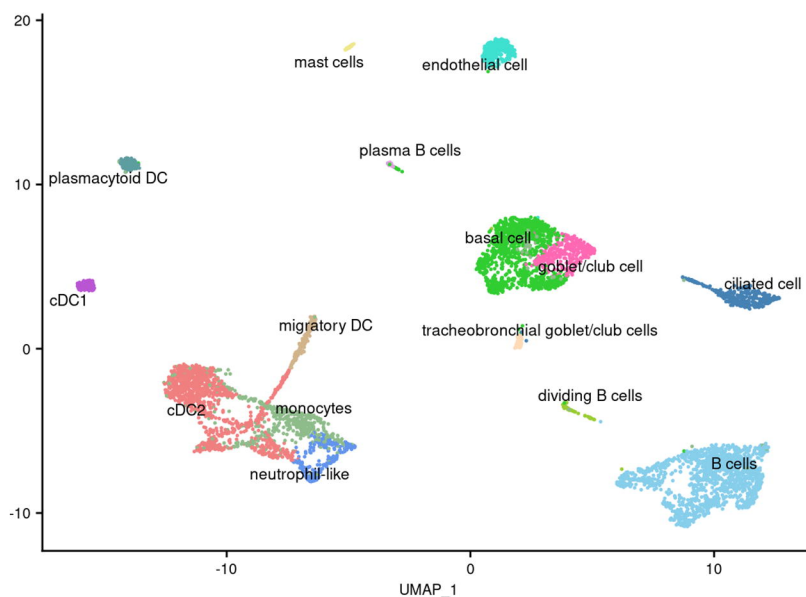 20
mast cells
endothelial cell
plasma B cells
plasmacytoid DC
10
basal cell
goblet/club cell
ciliated cell
cDC1
migratory DC
tracheobronchial goblet/club cells
0
dividing B cells
cDC2
monocytes
B cells
neutrophil-like
-10
-10
0
10
UMAP_1